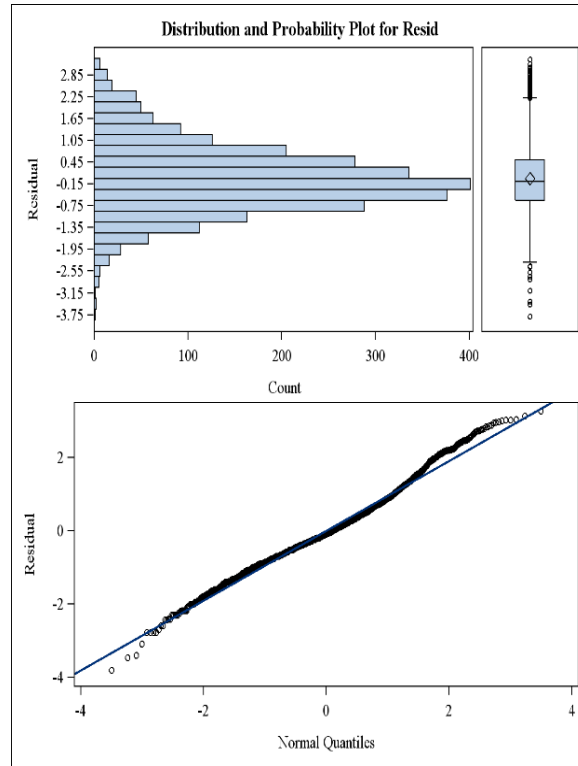 Distribution and Probability Plot for Resid
Residual
2.85
2.25
1.65
1.05
0.45
-0.15
-0.75
-1.35
-1.95
-2.55
-3.15
-3.75
0 100 200 300 400
Count
Residual
2
0
-2
-4
-4 -2 0 2 4
Normal Quantiles